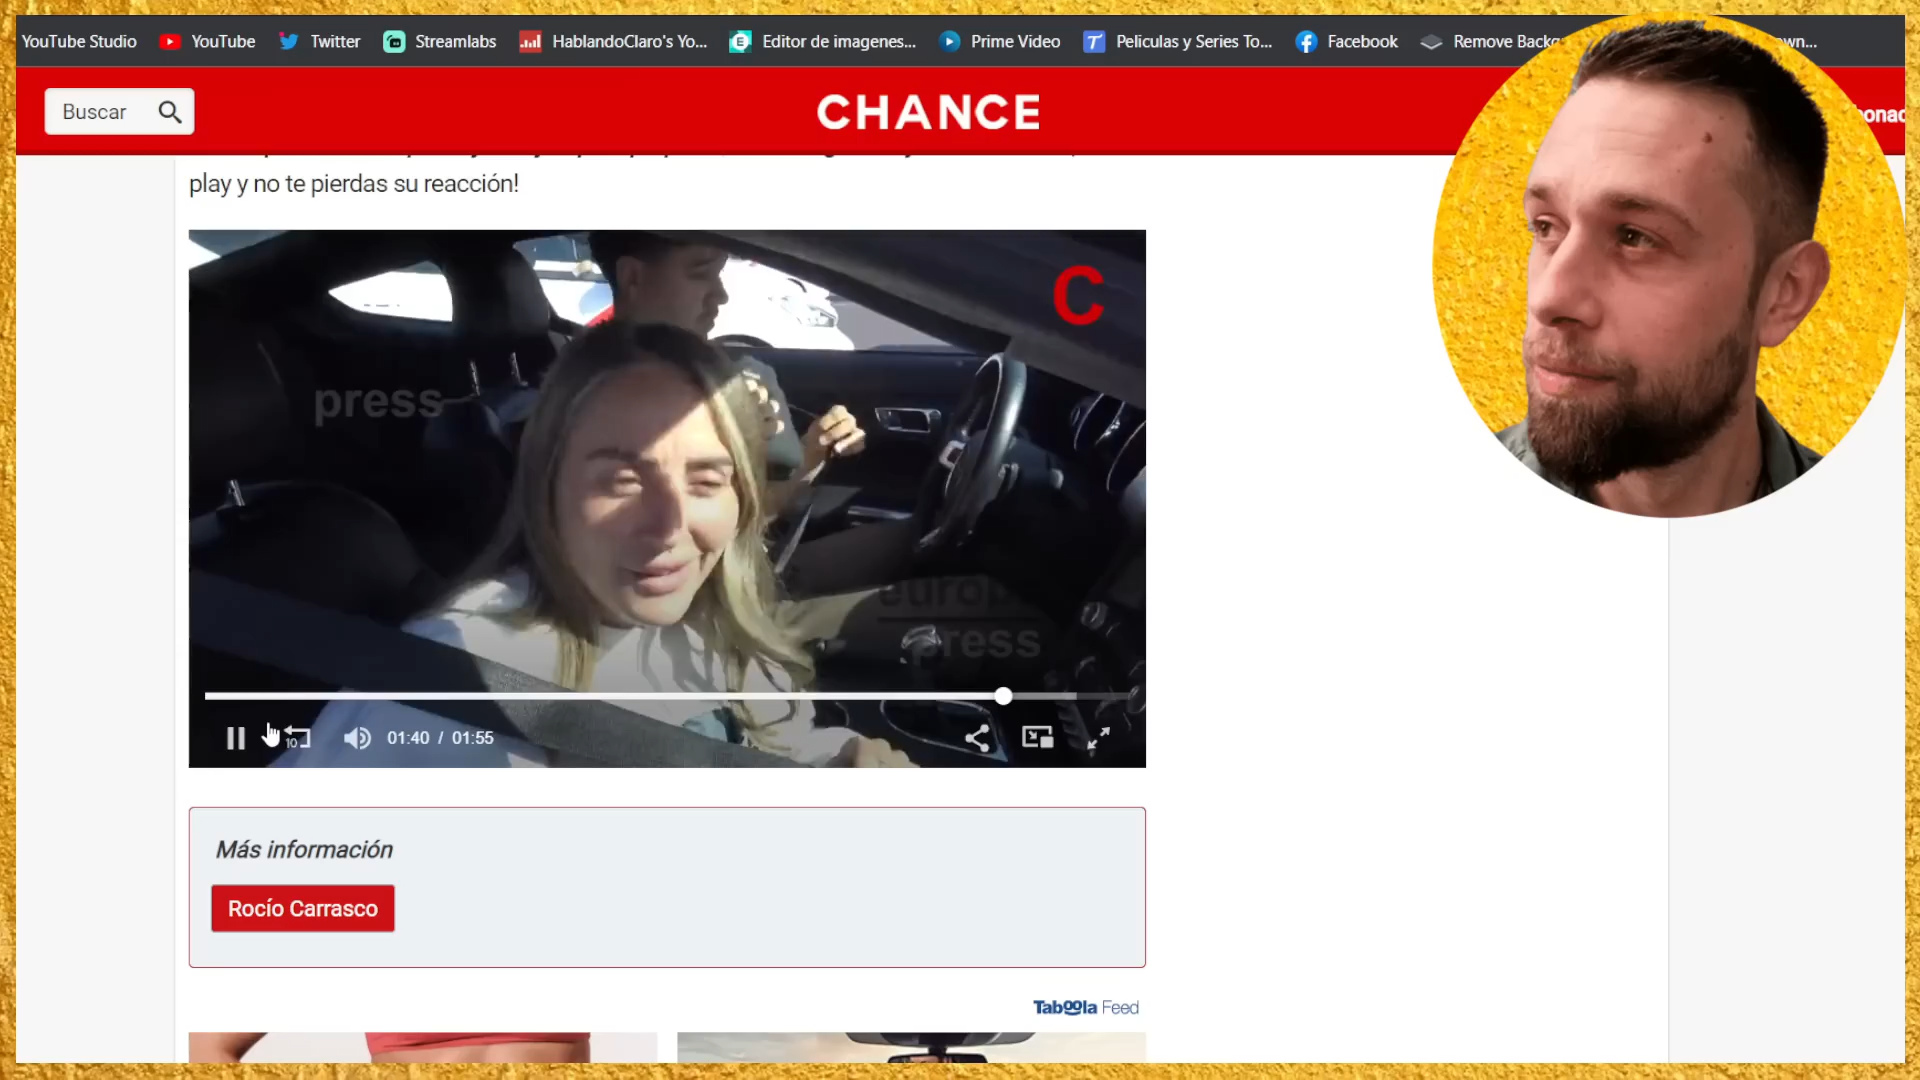 YouTube Studio YouTube Twitter Streamlabs HablandoClaro's Yo... Editor de imagenes... Prime Video Peliculas y Series To... Facebook Remove Backg
Buscar
CHANCE
play y no te pierdas su reacción!
C
press
europa
press
10
01:40 / 01:55
Más información
Rocío Carrasco
Taboola Feed